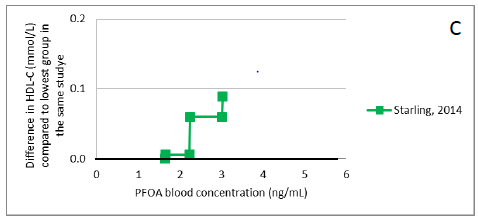 C
Difference in HDL-C (mmol/L)
compared to lowest group in
the same studye
0.2
0.1
0.0
0 1 2 3 4 5 6
PFOA blood concentration (ng/mL)
Starling, 2014